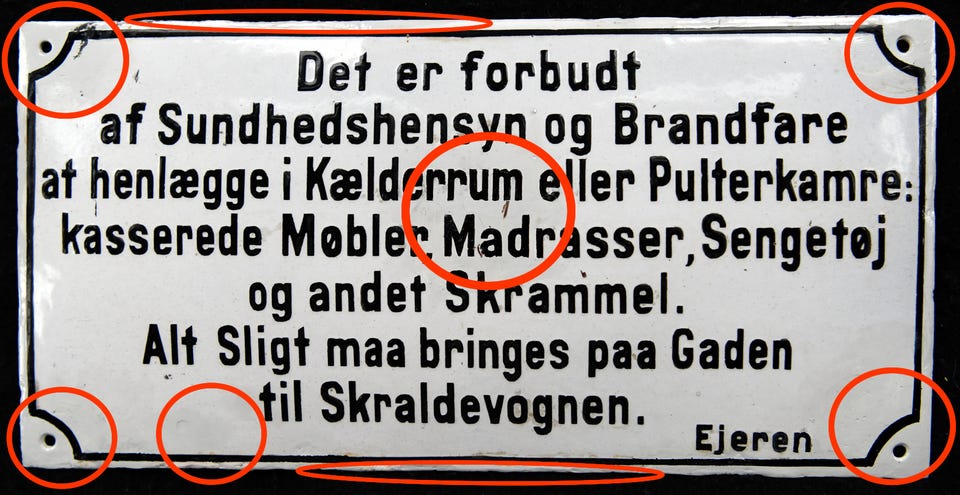 Det er forbudt
af Sundhedshensyn og Brandfare
at henlægge i Kælderrum eller Pulterkamre:
kasserede Møbler, Madrasser, Sengetøj
og andet Skrammel.
Alt Sligt maa bringes paa Gaden
til Skraldevognen.
Ejeren